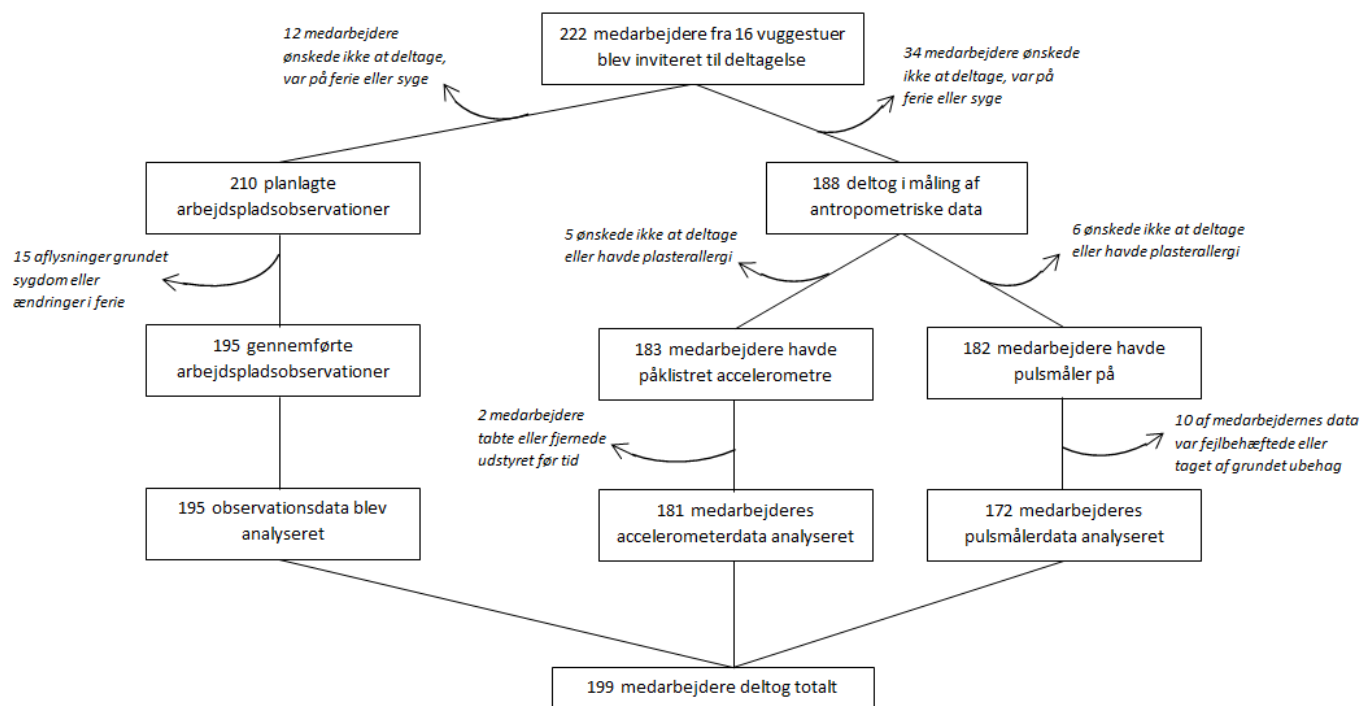 222 medarbejdere fra 16 vuggestuer
blev inviteret til deltagelse
12 medarbejdere
ønskede ikke at deltage,
var på ferie eller syge
34 medarbejdere ønskede
ikke at deltage, var på
ferie eller syge
210 planlagte
arbejdspladsobservationer
188 deltog i måling af
antropometriske data
15 aflysninger grundet
sygdom eller
ændringer i ferie
5 ønskede ikke at deltage
eller havde plasterallergi
6 ønskede ikke at deltage
eller havde plasterallergi
195 gennemførte
arbejdspladsobservationer
183 medarbejdere havde
påklistret accelerometre
182 medarbejdere havde
pulsmåler på
2 medarbejdere
tabte eller fjernede
udstyret før tid
10 af medarbejdernes data
var fejlbehæftede eller
taget af grundet ubehag
195 observationsdata blev
analyseret
181 medarbejderes
accelerometerdata analyseret
172 medarbejderes
pulsmålerdata analyseret
199 medarbejdere deltog totalt